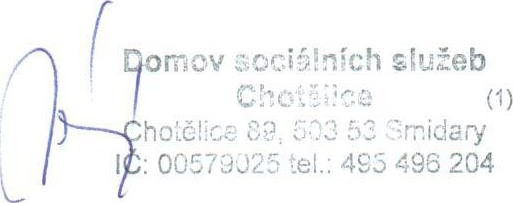 Domov sociálních služeb
Chotělice
(1)
Chotělice 89, 503 53 Smidary
IČ: 00579025 tel.: 495 496 204